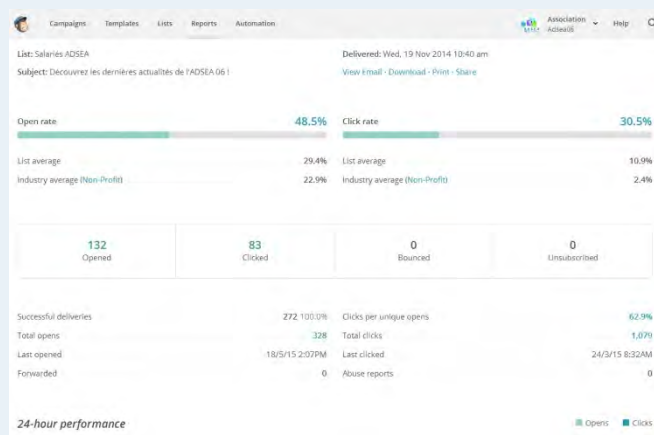 Campaigns Templates Lists Reports Automation
Association
Adsea06
Help
List: Salariés ADSEA
Subject: Découvrez les dernières actualités de l'ADSEA 06 !
Delivered: Wed, 19 Nov 2014 10:40 am
View Email - Download - Print - Share
Open rate 48.5%
List average 29.4%
Industry average (Non-Profit) 22.9%
Click rate 30.5%
List average 10.9%
Industry average (Non-Profit) 2.4%
132
Opened
83
Clicked
0
Bounced
0
Unsubscribed
Successful deliveries 272 100.0%
Total opens 328
Last opened 18/5/15 2:07PM
Forwarded 0
Clicks per unique opens 62.9%
Total clicks 1,079
Last clicked 24/3/15 8:32AM
Abuse reports 0
24-hour performance
Opens Clicks